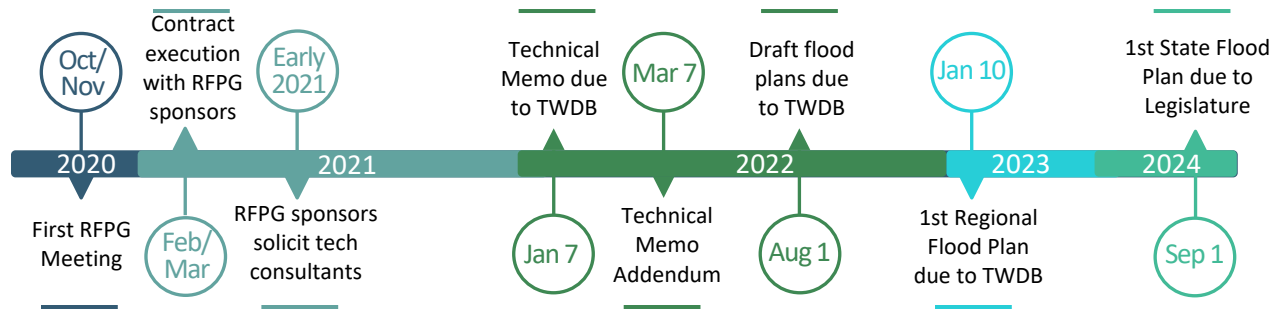 Oct/
Nov
2020
First RFPG
Meeting
Contract
execution
with RFPG
sponsors
Feb/
Mar
Early
2021
2021
RFPG sponsors
solicit tech
consultants
Technical
Memo due
to TWDB
Jan 7
Mar 7
Technical
Memo
Addendum
2022
Draft flood
plans due
to TWDB
Aug 1
Jan 10
2023
1st Regional
Flood Plan
due to TWDB
1st State Flood
Plan due to
Legislature
2024
Sep 1